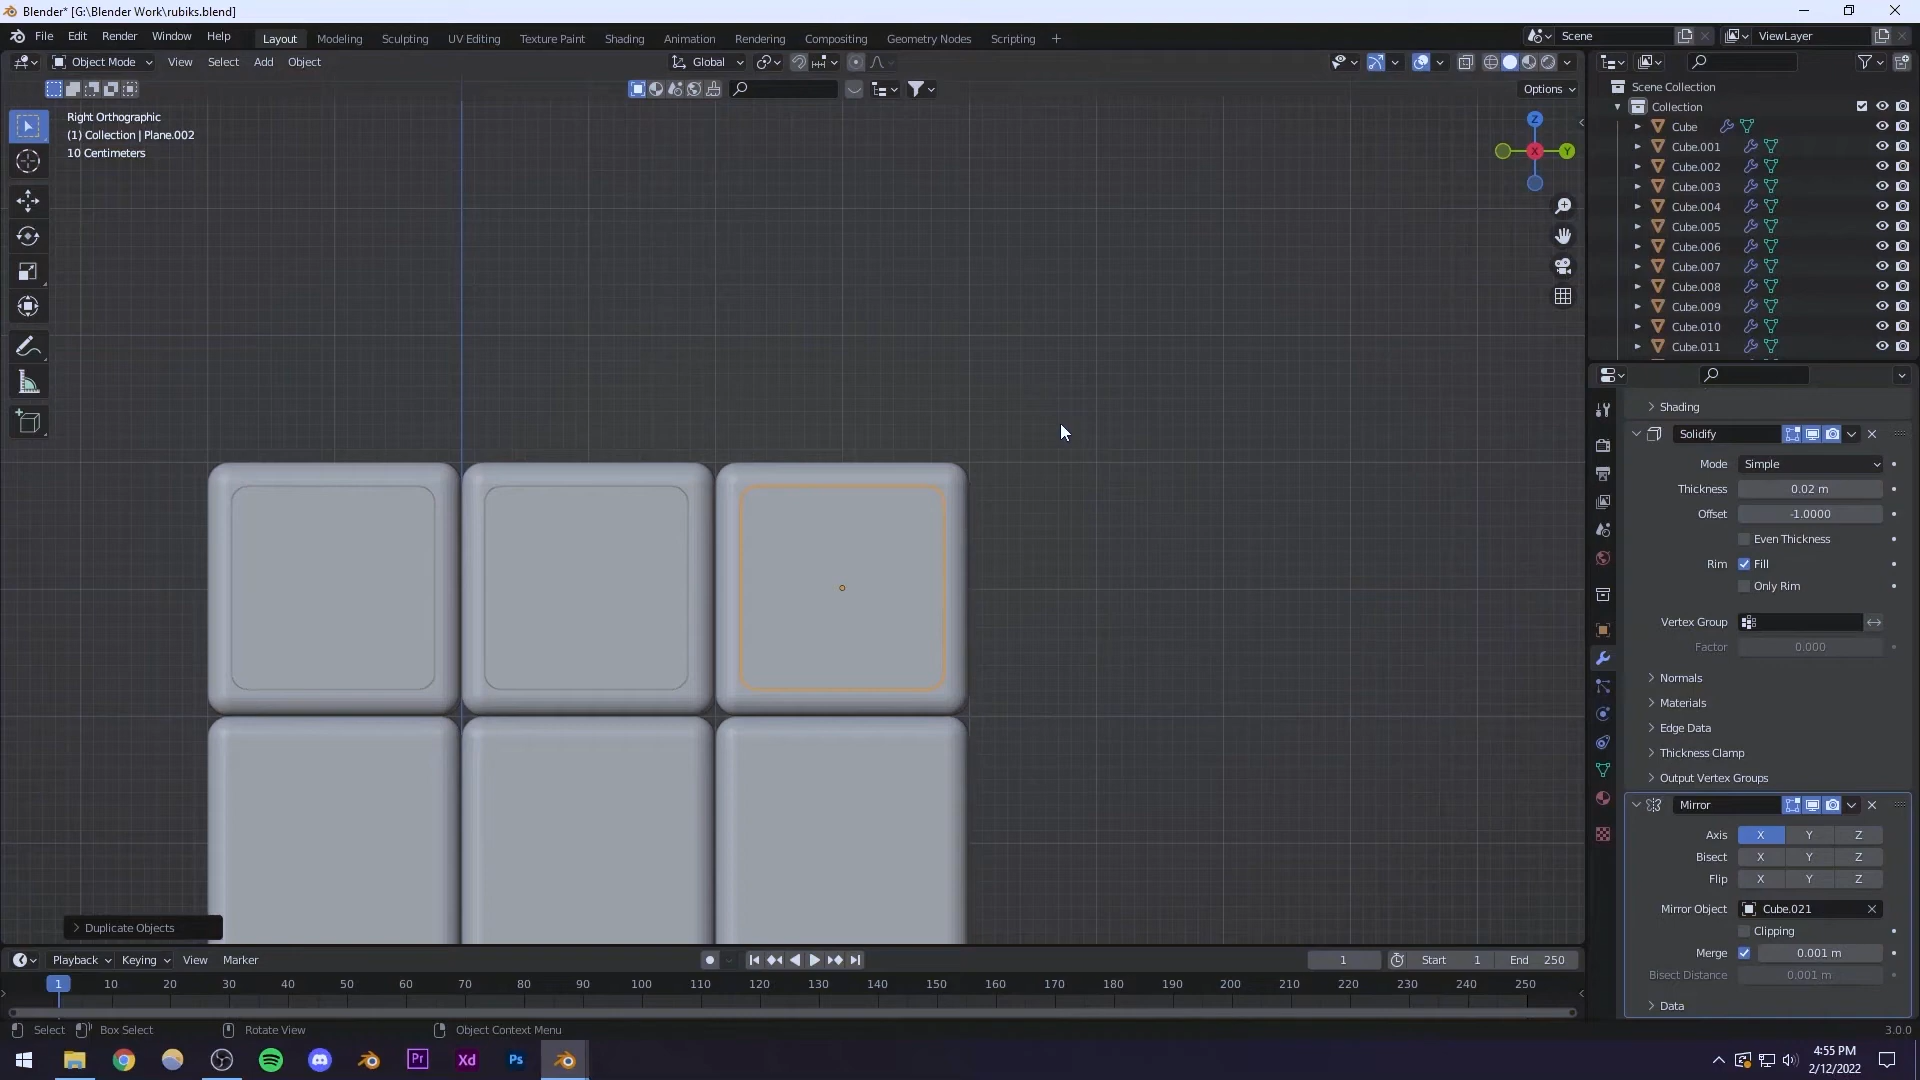 Blender* [G:\Blender Work\rubiks.blend]
File Edit Render Window Help Layout Modeling Sculpting UV Editing Texture Paint Shading Animation Rendering Compositing Geometry Nodes Scripting + Scene ViewLayer
Object Mode View Select Add Object Global
Options
Right Orthographic
(1) Collection | Plane.002
10 Centimeters
Z
X Y
Scene Collection
Collection
Cube
Cube.001
Cube.002
Cube.003
Cube.004
Cube.005
Cube.006
Cube.007
Cube.008
Cube.009
Cube.010
Cube.011
Shading
Solidify
Mode Simple
Thickness 0.02 m
Offset -1.0000
Even Thickness
Rim Fill
Only Rim
Vertex Group
Factor 0.000
Normals
Materials
Edge Data
Thickness Clamp
Output Vertex Groups
Mirror
Axis X Y Z
Bisect X Y Z
Flip X Y Z
Mirror Object Cube.021
Clipping
Merge 0.001 m
Bisect Distance 0.001 m
Data
Duplicate Objects
Playback Keying View Marker 1 Start 1 End 250
1 10 20 30 40 50 60 70 80 90 100 110 120 130 140 150 160 170 180 190 200 210 220 230 240 250
Select Box Select Rotate View Object Context Menu 3.0.0
Pr Xd Ps
4:55 PM
2/12/2022